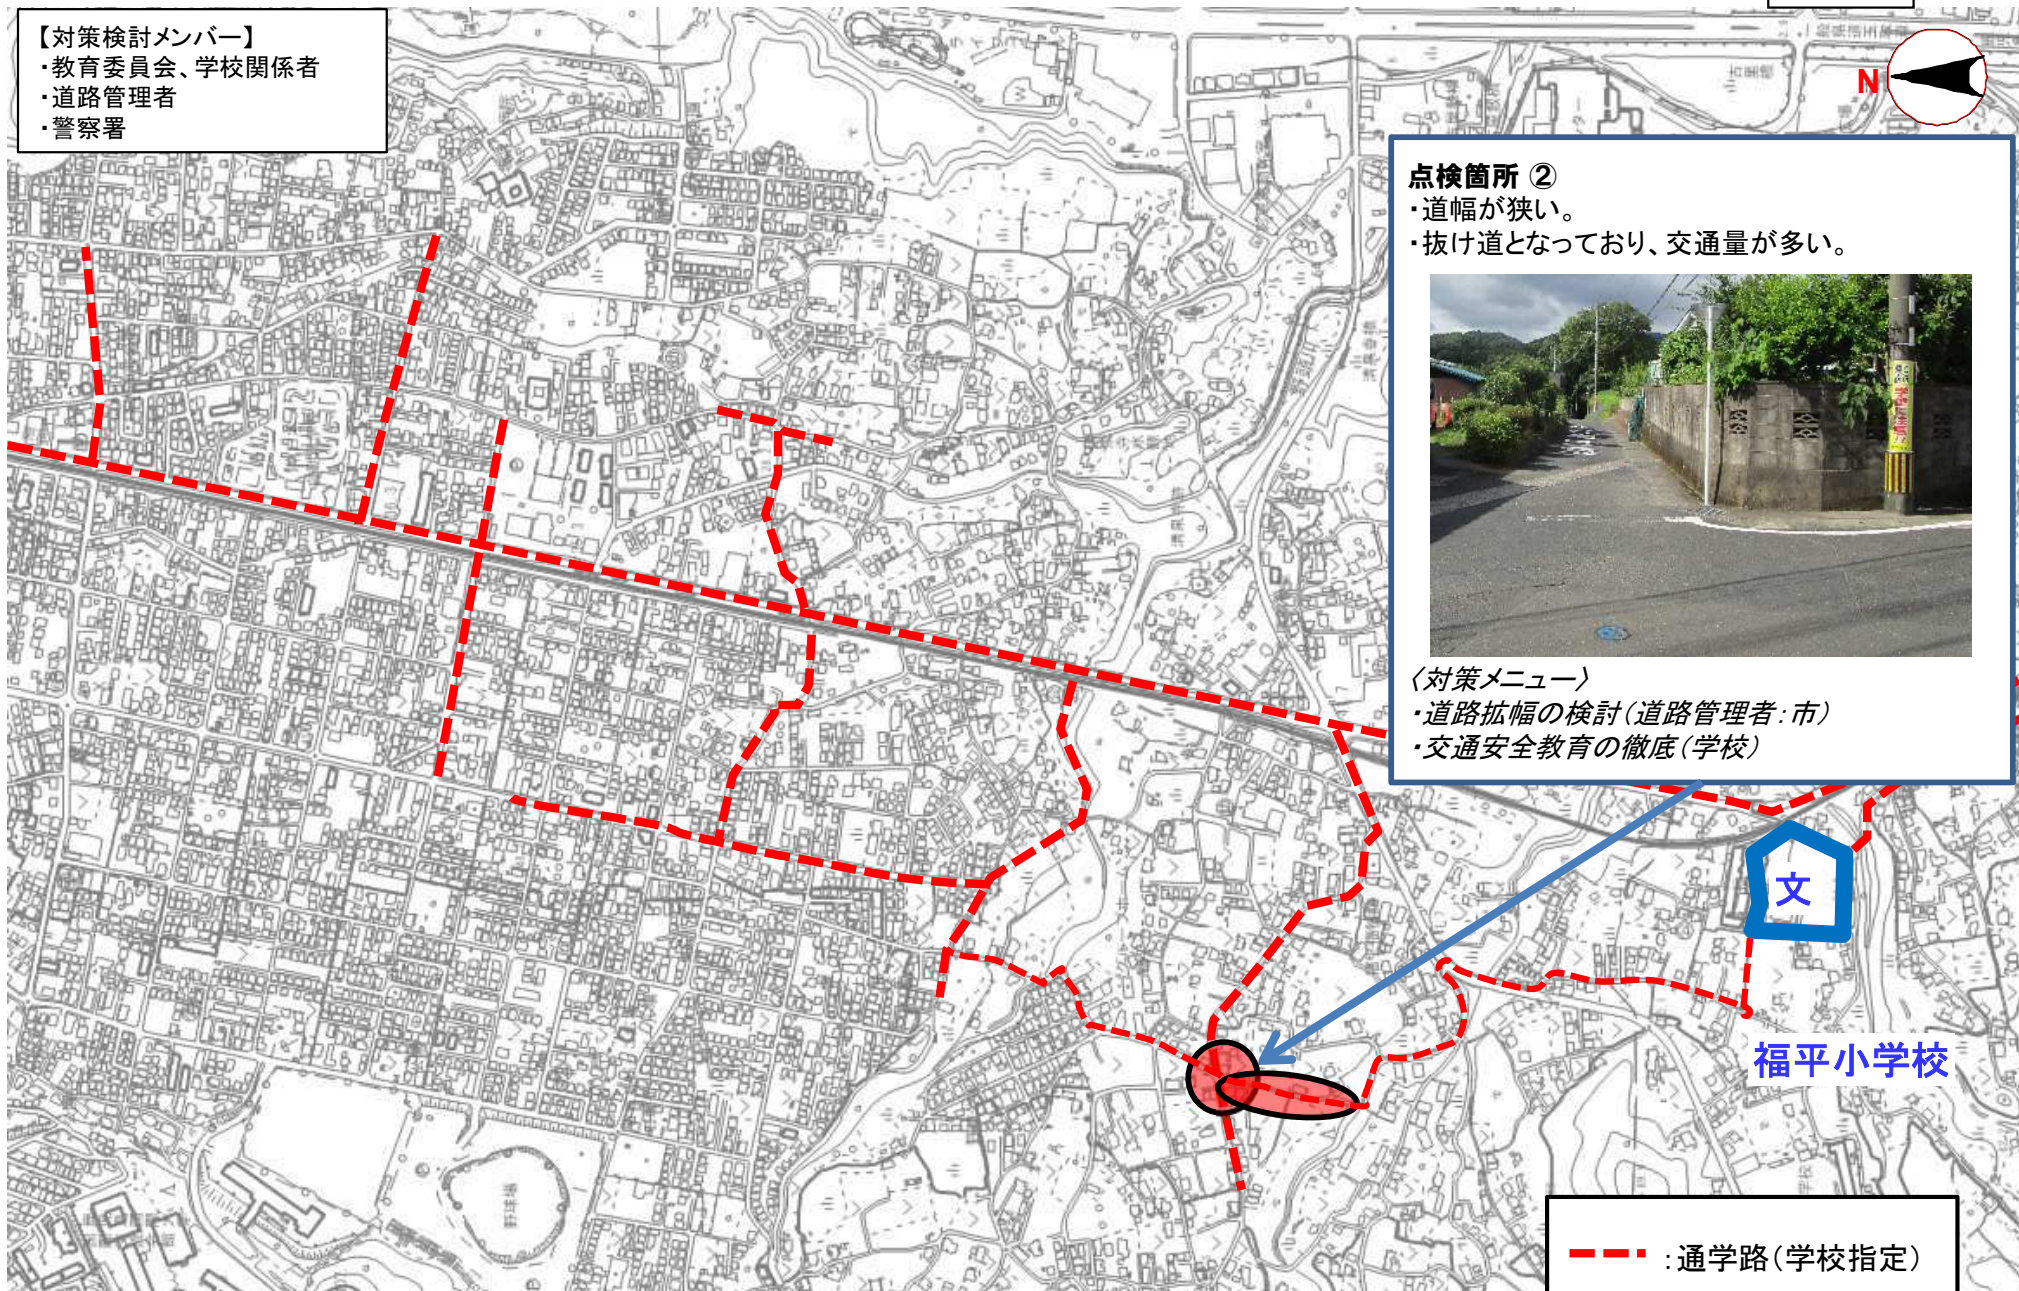 【対策検討メンバー】
・教育委員会、学校関係者
・道路管理者
・警察署
N
点検箇所 ②
・道幅が狭い。
・抜け道となっており、交通量が多い。
〈対策メニュー〉
・道路拡幅の検討(道路管理者:市)
・交通安全教育の徹底(学校)
文
福平小学校
野球場
:通学路(学校指定)